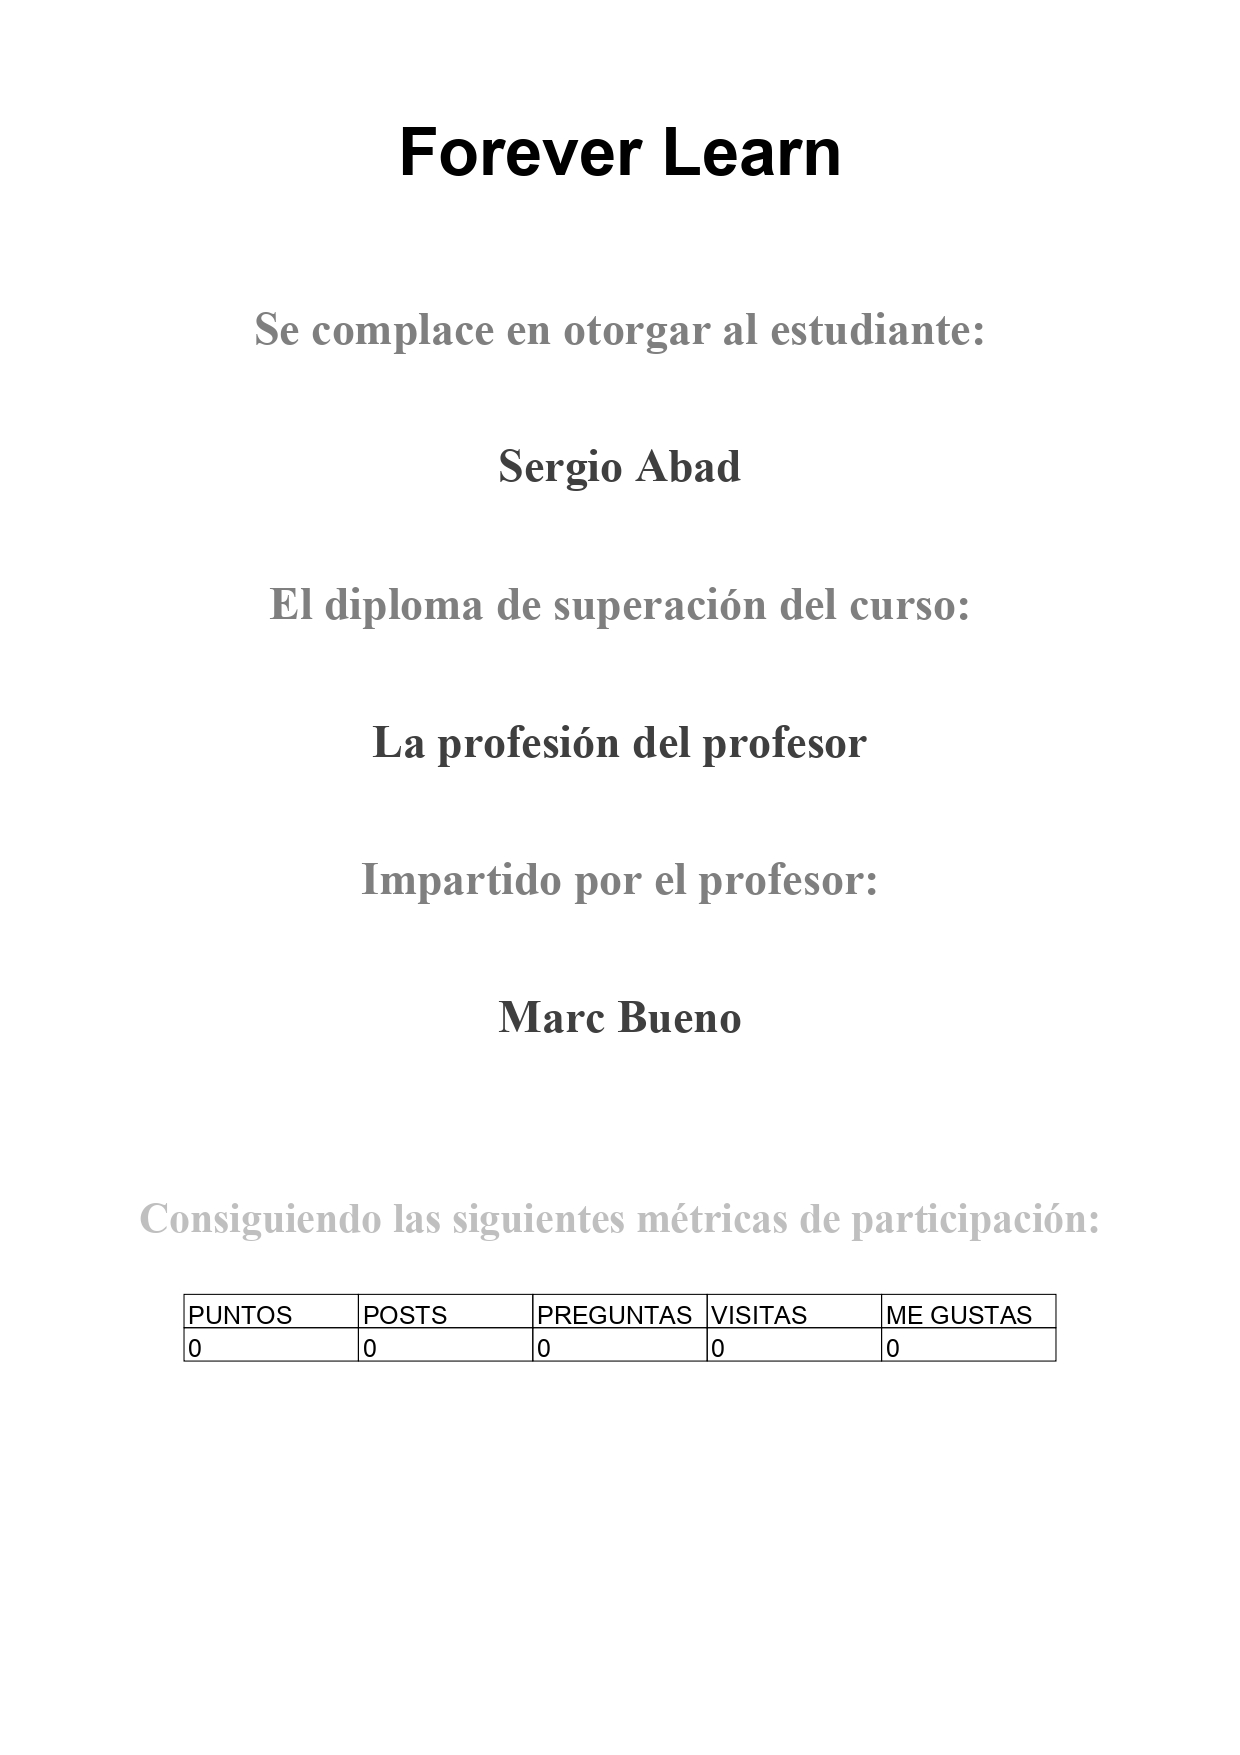 Forever Learn
Se complace en otorgar al estudiante:
Sergio Abad
El diploma de superación del curso:
La profesión del profesor
Impartido por el profesor:
Marc Bueno
Consiguiendo las siguientes métricas de participación:
PUNTOS POSTS PREGUNTAS VISITAS ME GUSTAS
0 0 0 0 0